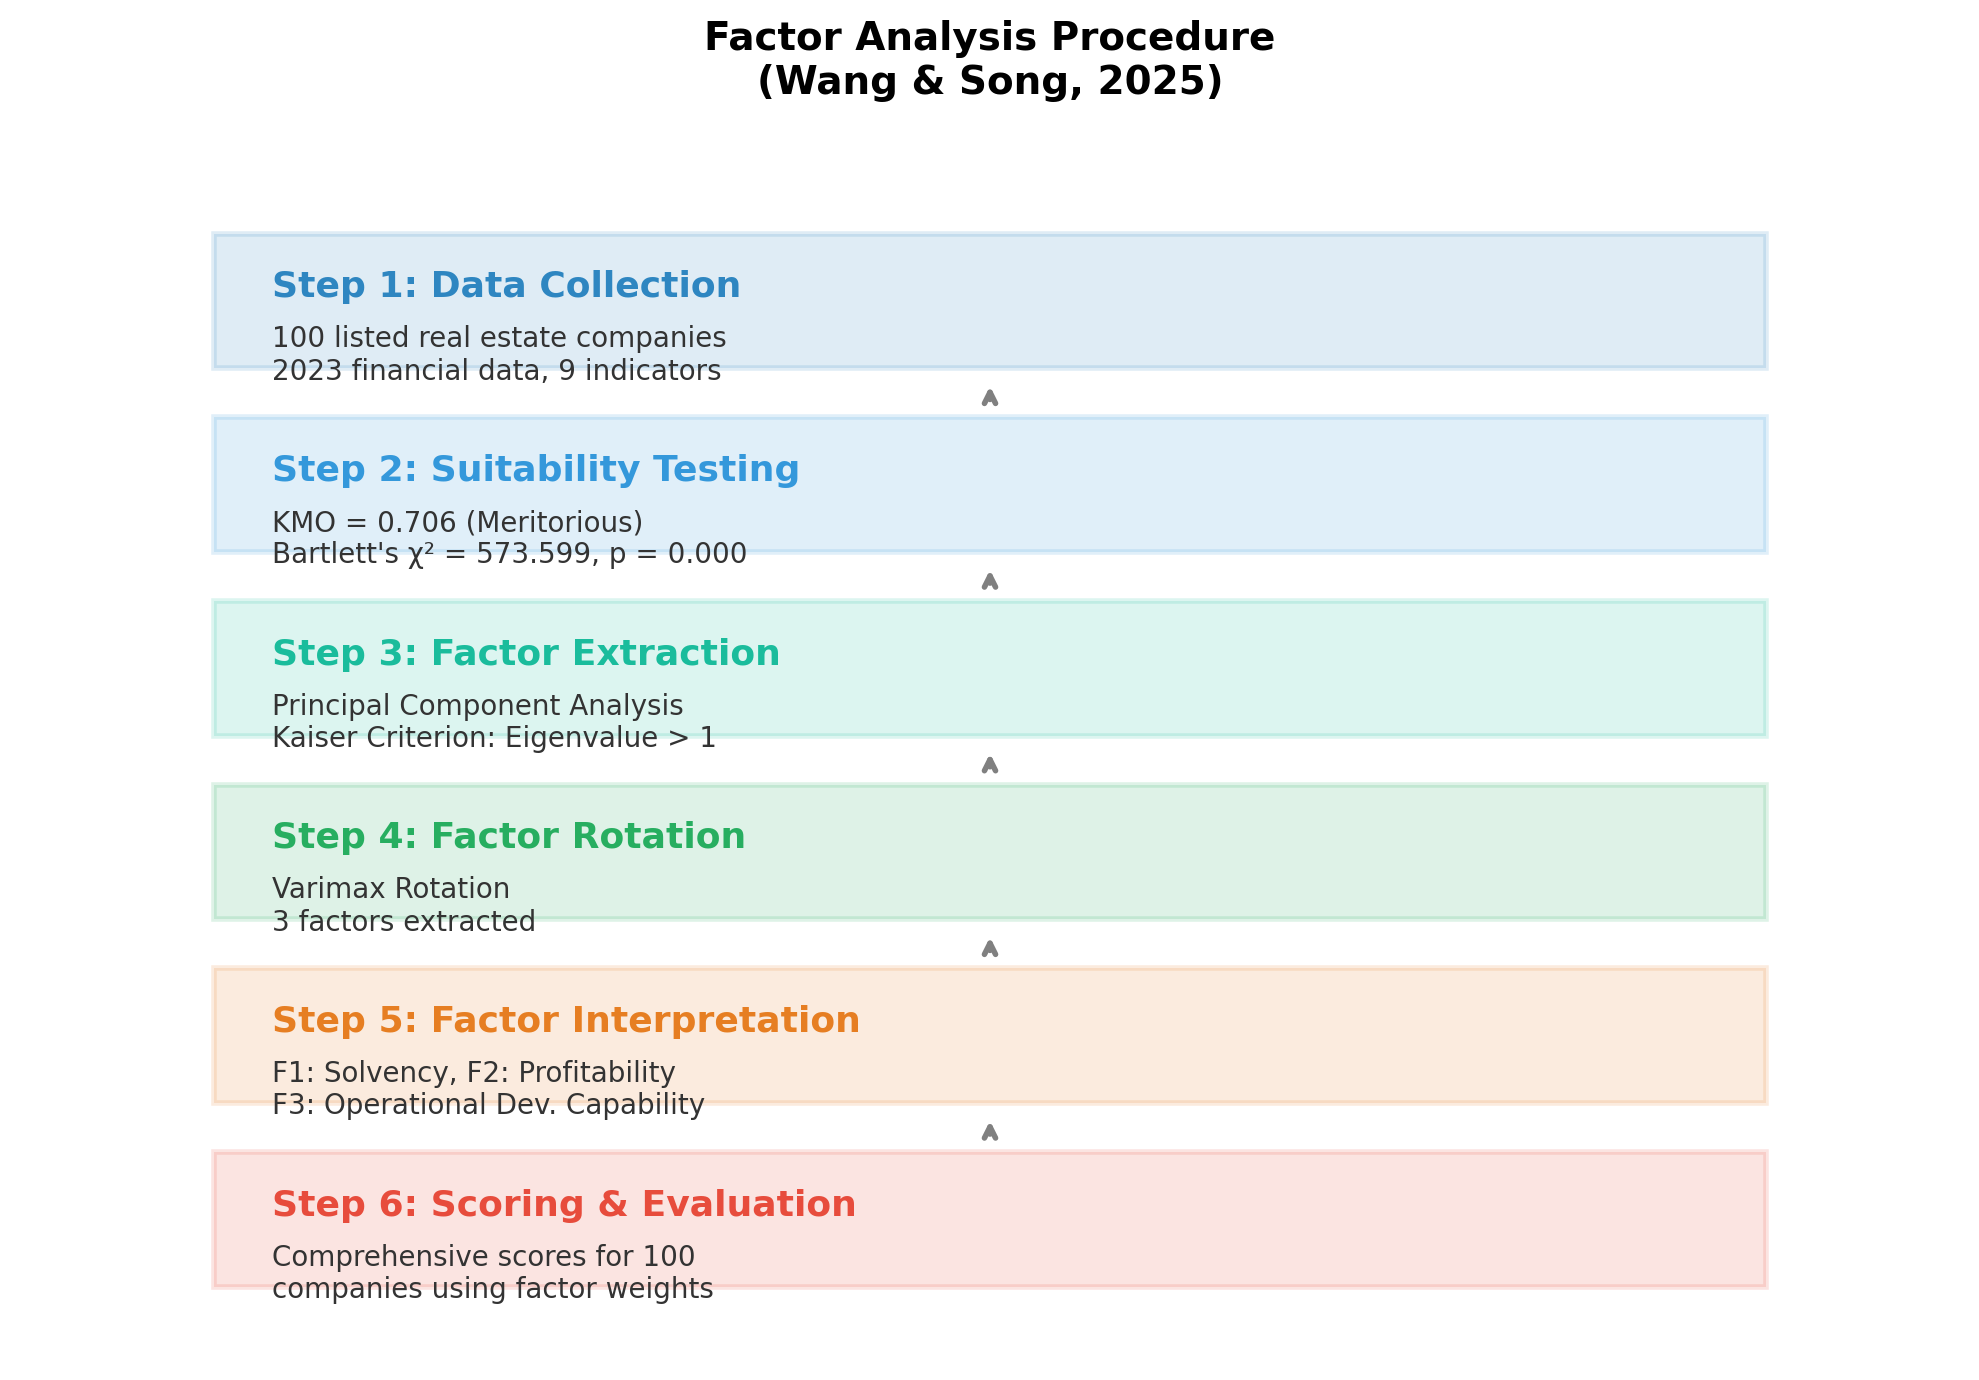 Factor Analysis Procedure
(Wang & Song, 2025)
Step 1: Data Collection
100 listed real estate companies
2023 financial data, 9 indicators
Step 2: Suitability Testing
KMO = 0.706 (Meritorious)
Bartlett's χ² = 573.599, p = 0.000
Step 3: Factor Extraction
Principal Component Analysis
Kaiser Criterion: Eigenvalue > 1
Step 4: Factor Rotation
Varimax Rotation
3 factors extracted
Step 5: Factor Interpretation
F1: Solvency, F2: Profitability
F3: Operational Dev. Capability
Step 6: Scoring & Evaluation
Comprehensive scores for 100
companies using factor weights